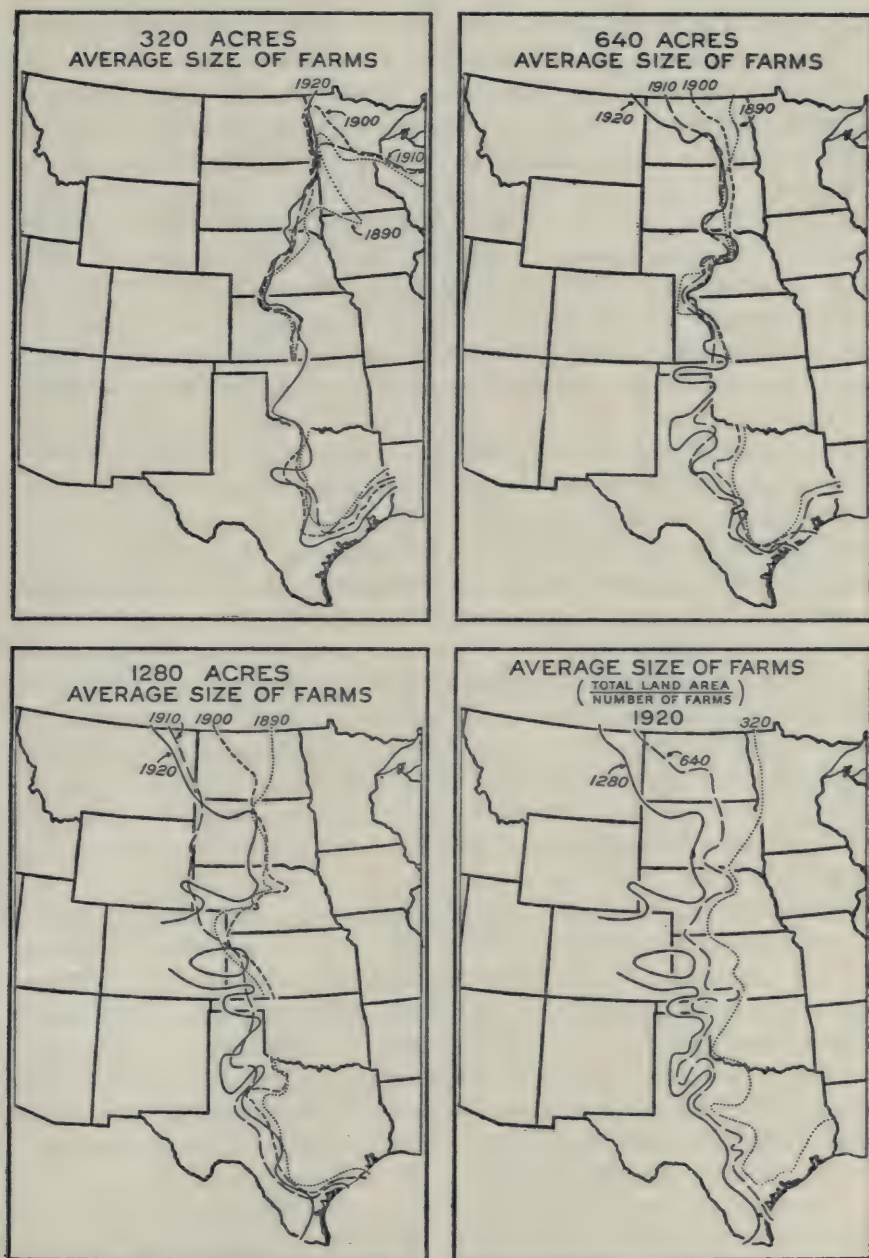 320 ACRES
AVERAGE SIZE OF FARMS
1920
1900
1910
1890
640 ACRES
AVERAGE SIZE OF FARMS
1910
1900
1920
1890
1280 ACRES
AVERAGE SIZE OF FARMS
1910
1900
1890
1920
AVERAGE SIZE OF FARMS
(TOTAL LAND AREA
NUMBER OF FARMS)
1920
320
640
1280